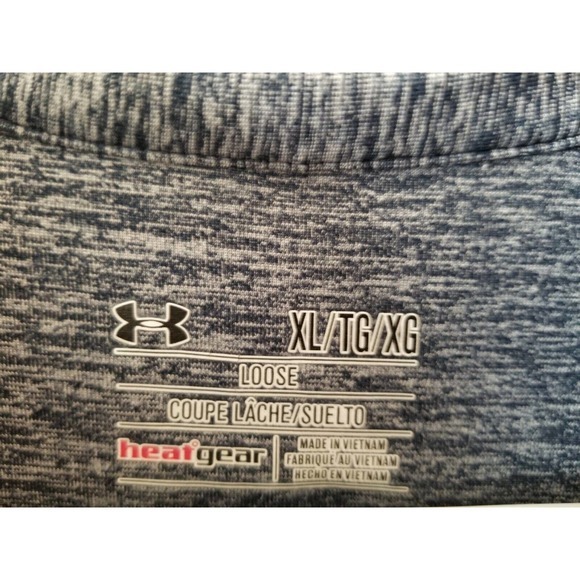 XL/TG/XG
LOOSE
COUPE LÂCHE/SUELTO
heatgear
MADE IN VIETNAM
FABRIQUÉ AU VIETNAM
HECHO EN VIETNAM